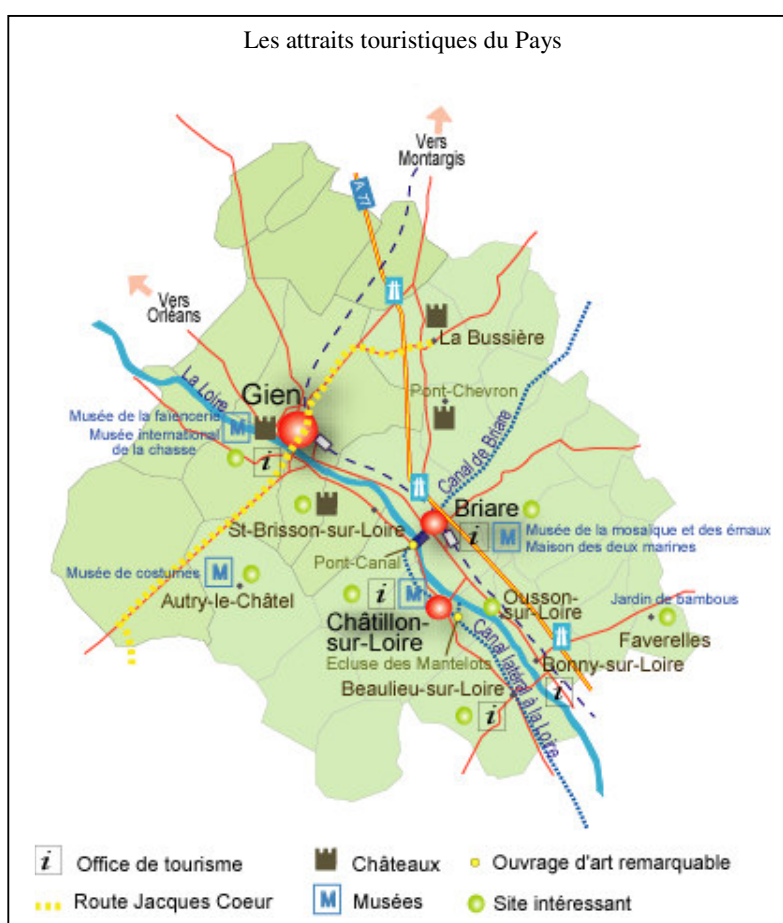 Les attraits touristiques du Pays
Vers
Montargis
A 77
Vers
Orléans
La Bussière
La Loire
Gien
Pont-Chevron
Musée de la faïencerie
M
Musée international
de la chasse
i
Canal de Briare
Briare
St-Brisson-sur-Loire
i
M
Musée de la mosaïque et des émaux
Maison des deux marines
Pont-Canal
Musée de costumes
M
Autry-le-Châtel
i
M
Ousson-
sur-Loire
Jardin de bambous
Châtillon-
sur-Loire
Faverelles
Ecluse des Mantelots
Bonny-sur-Loire
Beaulieu-sur-Loire
i
i
Canal latéral à la Loire
i Office de tourisme
Châteaux
Ouvrage d'art remarquable
Route Jacques Coeur
M Musées
Site intéressant